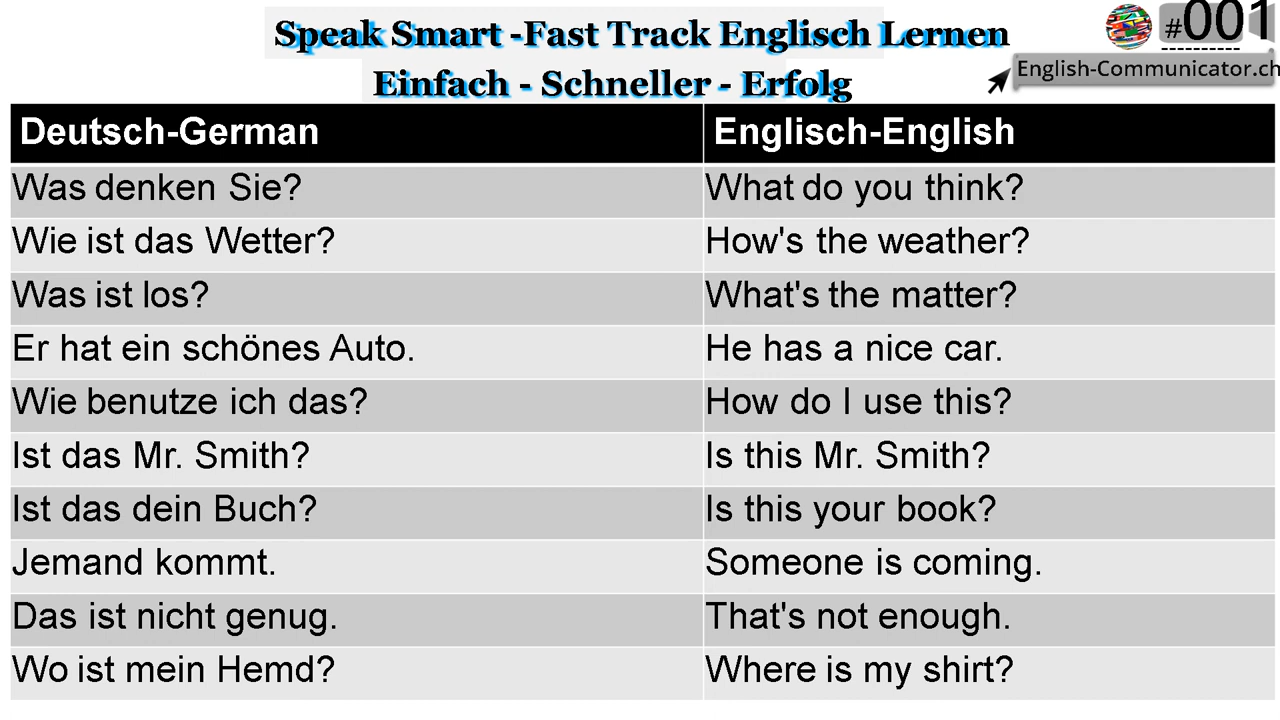 Speak Smart -Fast Track Englisch Lernen
#001
English-Communicator.ch
Einfach - Schneller - Erfolg
Deutsch-German Englisch-English
Was denken Sie? What do you think?
Wie ist das Wetter? How's the weather?
Was ist los? What's the matter?
Er hat ein schönes Auto. He has a nice car.
Wie benutze ich das? How do I use this?
Ist das Mr. Smith? Is this Mr. Smith?
Ist das dein Buch? Is this your book?
Jemand kommt. Someone is coming.
Das ist nicht genug. That's not enough.
Wo ist mein Hemd? Where is my shirt?